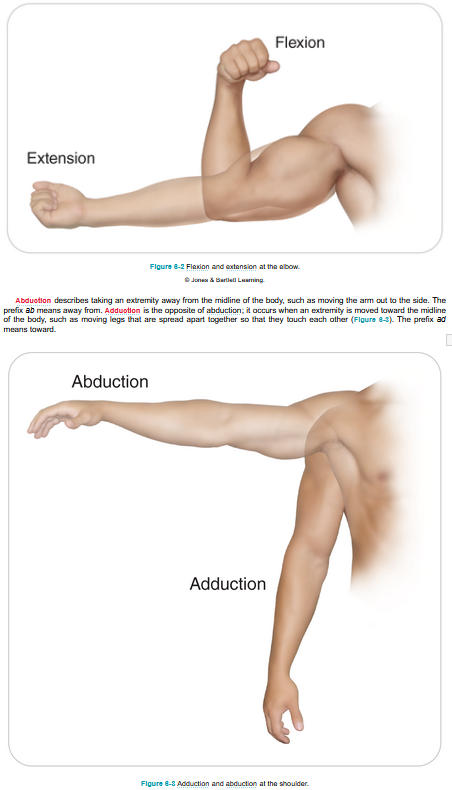 Flexion
Extension
Figure 6-2 Flexion and extension at the elbow.
© Jones & Bartlett Learning.
Abduction describes taking an extremity away from the midline of the body, such as moving the arm out to the side. The
prefix ab means away from. Adduction is the opposite of abduction; it occurs when an extremity is moved toward the midline
of the body, such as moving legs that are spread apart together so that they touch each other (Figure 6-3). The prefix ad
means toward.
Abduction
Adduction
Figure 6-3 Adduction and abduction at the shoulder.